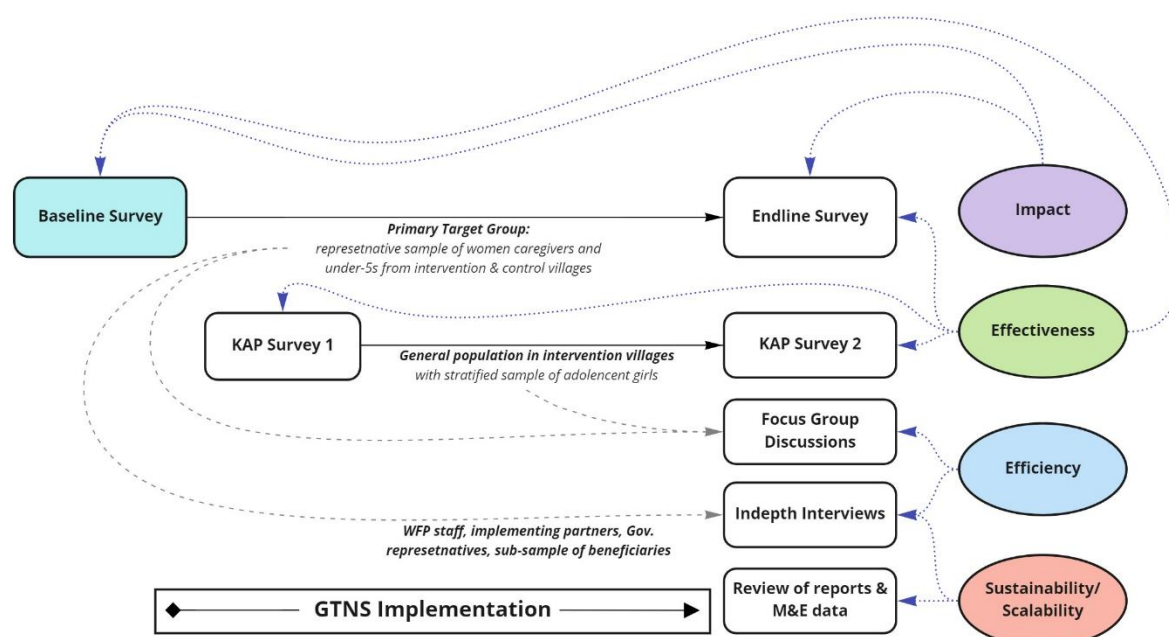 Baseline Survey
Endline Survey
Impact
Primary Target Group:
represetnative sample of women caregivers and
under-5s from intervention & control villages
KAP Survey 1
KAP Survey 2
Effectiveness
General population in intervention villages
with stratified sample of adolencent girls
Focus Group
Discussions
Efficiency
Indepth Interviews
WFP staff, implementing partners, Gov.
represetnatives, sub-sample of beneficiaries
Review of reports &
M&E data
Sustainability/
Scalability
GTNS Implementation